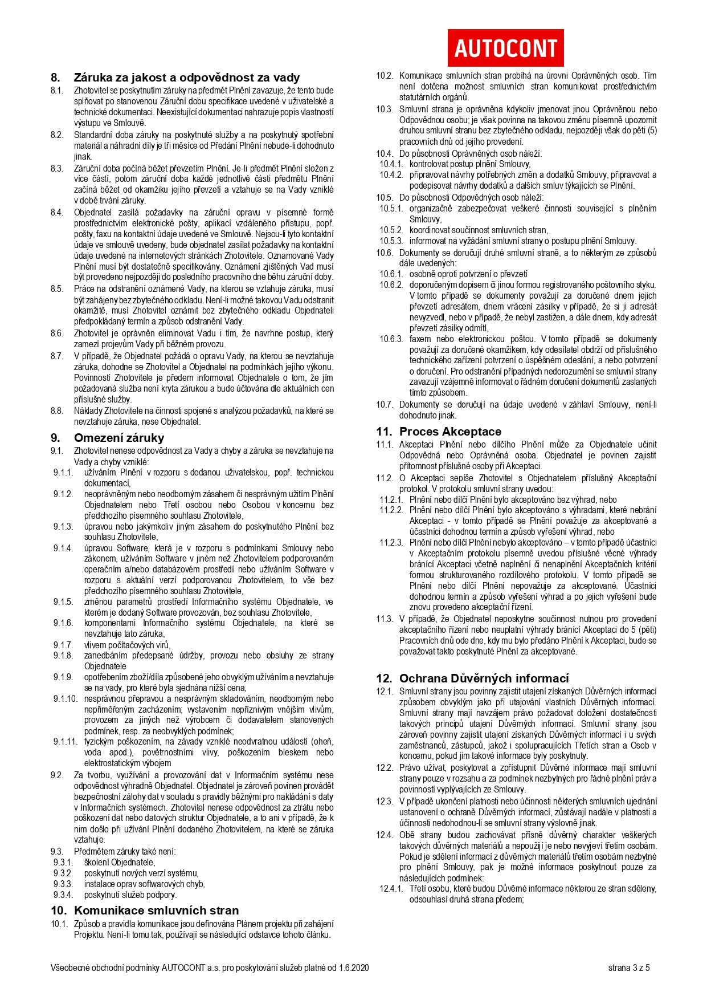 AUTOCONT
8. Záruka za jakost a odpovědnost za vady
8.1. Zhotovitel se poskytnutím záruky na předmět Plnění zavazuje, že tento bude
splňovat po stanovenou Záruční dobu specifikace uvedené v uživatelské a
technické dokumentaci. Neexistující dokumentaci nahrazuje popis vlastností
výstupu ve Smlouvě.
8.2. Standardní doba záruky na poskytnuté služby a na poskytnutý spotřební
materiál a náhradní díly je tři měsíce od Předání Plnění nebude-li dohodnuto
jinak.
8.3. Záruční doba počíná běžet převzetím Plnění. Je-li předmět Plnění složen z
více částí, potom záruční doba každé jednotlivé části předmětu Plnění
začíná běžet od okamžiku jejího převzetí a vztahuje se na Vady vzniklé
v době trvání záruky.
8.4. Objednatel zasílá požadavky na záruční opravu v písemné formě
prostřednictvím elektronické pošty, aplikací vzdáleného přístupu, popř.
pošty, faxu na kontaktní údaje uvedené ve Smlouvě. Nejsou-li tyto kontaktní
údaje ve smlouvě uvedeny, bude objednatel zasílat požadavky na kontaktní
údaje uvedené na internetových stránkách Zhotovitele. Oznamované Vady
Plnění musí být dostatečně specifikovány. Oznámení zjištěných Vad musí
být provedeno nejpozději do posledního pracovního dne běhu záruční doby.
8.5. Práce na odstranění oznámené Vady, na kterou se vztahuje záruka, musí
být zahájeny bez zbytečného odkladu. Není-li možné takovou Vadu odstranit
okamžitě, musí Zhotovitel oznámit bez zbytečného odkladu Objednateli
předpokládaný termín a způsob odstranění Vady.
8.6. Zhotovitel je oprávněn eliminovat Vadu i tím, že navrhne postup, který
zamezí projevům Vady při běžném provozu.
8.7. V případě, že Objednatel požádá o opravu Vady, na kterou se nevztahuje
záruka, dohodne se Zhotovitel a Objednatel na podmínkách jejího výkonu.
Povinností Zhotovitele je předem informovat Objednatele o tom, že jím
požadovaná služba není kryta zárukou a bude účtována dle aktuálních cen
příslušné služby.
8.8. Náklady Zhotovitele na činnosti spojené s analýzou požadavků, na které se
nevztahuje záruka, nese Objednatel.
9. Omezení záruky
9.1. Zhotovitel nenese odpovědnost za Vady a chyby a záruka se nevztahuje na
Vady a chyby vzniklé:
9.1.1. užíváním Plnění v rozporu s dodanou uživatelskou, popř. technickou
dokumentací,
9.1.2. neoprávněným nebo neodborným zásahem či nesprávným užitím Plnění
Objednatelem nebo Třetí osobou nebo Osobou v koncernu bez
předchozího písemného souhlasu Zhotovitele,
9.1.3. úpravou nebo jakýmkoliv jiným zásahem do poskytnutého Plnění bez
souhlasu Zhotovitele,
9.1.4. úpravou Software, která je v rozporu s podmínkami Smlouvy nebo
zákonem, užíváním Software v jiném než Zhotovitelem podporovaném
operačním a/nebo databázovém prostředí nebo užíváním Software v
rozporu s aktuální verzí podporovanou Zhotovitelem, to vše bez
předchozího písemného souhlasu Zhotovitele,
9.1.5. změnou parametrů prostředí Informačního systému Objednatele, ve
kterém je dodaný Software provozován, bez souhlasu Zhotovitele,
9.1.6. komponentami Informačního systému Objednatele, na které se
nevztahuje tato záruka,
9.1.7. vlivem počítačových virů,
9.1.8. zanedbáním předepsané údržby, provozu nebo obsluhy ze strany
Objednatele
9.1.9. opotřebením zboží/díla způsobené jeho obvyklým užíváním a nevztahuje
se na vady, pro které byla sjednána nižší cena,
9.1.10. nesprávnou přepravou a nesprávným skladováním, neodborným nebo
nepřiměřeným zacházením; vystavením nepříznivým vnějším vlivům,
provozem za jiných než výrobcem či dodavatelem stanovených
podmínek, resp. za neobvyklých podmínek;
9.1.11. fyzickým poškozením, na závady vzniklé neodvratnou událostí (oheň,
voda apod.), povětrnostními vlivy, poškozením bleskem nebo
elektrostatickým výbojem
9.2. Za tvorbu, využívání a provozování dat v Informačním systému nese
odpovědnost výhradně Objednatel. Objednatel je zároveň povinen provádět
bezpečnostní zálohy dat v souladu s pravidly běžnými pro nakládání s daty
v Informačních systémech. Zhotovitel nenese odpovědnost za ztrátu nebo
poškození dat nebo datových struktur Objednatele, a to ani v případě, že k
nim došlo při užívání Plnění dodaného Zhotovitelem, na které se záruka
vztahuje.
9.3. Předmětem záruky také není:
9.3.1. školení Objednatele,
9.3.2. poskytnutí nových verzí systému,
9.3.3. instalace oprav softwarových chyb,
9.3.4. poskytnutí služeb podpory.
10. Komunikace smluvních stran
10.1. Způsob a pravidla komunikace jsou definována Plánem projektu při zahájení
Projektu. Není-li tomu tak, používají se následující odstavce tohoto článku.
10.2. Komunikace smluvních stran probíhá na úrovni Oprávněných osob. Tím
není dotčena možnost smluvních stran komunikovat prostřednictvím
statutárních orgánů.
10.3. Smluvní strana je oprávněna kdykoliv jmenovat jinou Oprávněnou nebo
Odpovědnou osobu; je však povinna na takovou změnu písemně upozornit
druhou smluvní stranu bez zbytečného odkladu, nejpozději však do pěti (5)
pracovních dnů od jejího provedení.
10.4. Do působnosti Oprávněných osob náleží:
10.4.1. kontrolovat postup plnění Smlouvy,
10.4.2. připravovat návrhy potřebných změn a dodatků Smlouvy, připravovat a
podepisovat návrhy dodatků a dalších smluv týkajících se Plnění.
10.5. Do působnosti Odpovědných osob náleží:
10.5.1. organizačně zabezpečovat veškeré činnosti související s plněním
Smlouvy,
10.5.2. koordinovat součinnost smluvních stran,
10.5.3. informovat na vyžádání smluvní strany o postupu plnění Smlouvy.
10.6. Dokumenty se doručují druhé smluvní straně, a to některým ze způsobů
dále uvedených:
10.6.1. osobně oproti potvrzení o převzetí
10.6.2. doporučeným dopisem či jinou formou registrovaného poštovního styku.
V tomto případě se dokumenty považují za doručené dnem jejich
převzetí adresátem, dnem vrácení zásilky v případě, že si ji adresát
nevyzvedl, nebo v případě, že nebyl zastižen, a dále dnem, kdy adresát
převzetí zásilky odmítl,
10.6.3. faxem nebo elektronickou poštou. V tomto případě se dokumenty
považují za doručené okamžikem, kdy odesílatel obdrží od příslušného
technického zařízení potvrzení o úspěšném odeslání, a nebo potvrzení
o doručení. Pro odstranění případných nedorozumění se smluvní strany
zavazují vzájemně informovat o řádném doručení dokumentů zaslaných
tímto způsobem.
10.7. Dokumenty se doručují na údaje uvedené v záhlaví Smlouvy, není-li
dohodnuto jinak.
11. Proces Akceptace
11.1. Akceptaci Plnění nebo dílčího Plnění může za Objednatele učinit
Odpovědná nebo Oprávněná osoba. Objednatel je povinen zajistit
přítomnost příslušné osoby při Akceptaci.
11.2. O Akceptaci sepíše Zhotovitel s Objednatelem příslušný Akceptační
protokol. V protokolu smluvní strany uvedou:
11.2.1. Plnění nebo dílčí Plnění bylo akceptováno bez výhrad, nebo
11.2.2. Plnění nebo dílčí Plnění bylo akceptováno s výhradami, které nebrání
Akceptaci - v tomto případě se Plnění považuje za akceptované a
účastníci dohodnou termín a způsob vyřešení výhrad, nebo
11.2.3. Plnění nebo dílčí Plnění nebylo akceptováno – v tomto případě účastníci
v Akceptačním protokolu písemně uvedou příslušné věcné výhrady
bránící Akceptaci včetně naplnění či nenaplnění Akceptačních kritérií
formou strukturovaného rozdílového protokolu. V tomto případě se
Plnění nebo dílčí Plnění nepovažuje za akceptované. Účastníci
dohodnou termín a způsob vyřešení výhrad a po jejich vyřešení bude
znovu provedeno akceptační řízení.
11.3. V případě, že Objednatel neposkytne součinnost nutnou pro provedení
akceptačního řízení nebo neuplatní výhrady bránící Akceptaci do 5 (pěti)
Pracovních dnů ode dne, kdy mu bylo předáno Plnění k Akceptaci, bude se
považovat takto poskytnuté Plnění za akceptované.
12. Ochrana Důvěrných informací
12.1. Smluvní strany jsou povinny zajistit utajení získaných Důvěrných informací
způsobem obvyklým jako při utajování vlastních Důvěrných informací.
Smluvní strany mají navzájem právo požadovat doložení dostatečnosti
takových principů utajení Důvěrných informací. Smluvní strany jsou
zároveň povinny zajistit utajení získaných Důvěrných informací i u svých
zaměstnanců, zástupců, jakož i spolupracujících Třetích stran a Osob v
koncernu, pokud jim takové informace byly poskytnuty.
12.2. Právo užívat, poskytovat a zpřístupnit Důvěrné informace mají smluvní
strany pouze v rozsahu a za podmínek nezbytných pro řádné plnění práv a
povinností vyplývajících ze Smlouvy.
12.3. V případě ukončení platnosti nebo účinnosti některých smluvních ujednání
ustanovení o ochraně Důvěrných informací, zůstávají nadále v platnosti a
účinnosti nedohodnou-li se smluvní strany výslovně jinak.
12.4. Obě strany budou zachovávat přísně důvěrný charakter veškerých
takových důvěrných materiálů a nepoužijí je nebo nevyjeví třetím osobám.
Pokud je sdělení informací z důvěrných materiálů třetím osobám nezbytné
pro plnění Smlouvy, pak je možné informace poskytnout pouze za
následujících podmínek:
12.4.1. Třetí osobu, které budou Důvěrné informace některou ze stran sděleny,
odsouhlasí druhá strana předem;
Všeobecné obchodní podmínky AUTOCONT a.s. pro poskytování služeb platné od 1.6.2020
strana 3 z 5